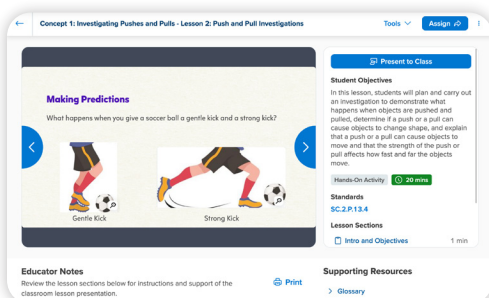 Concept 1: Investigating Pushes and Pulls - Lesson 2: Push and Pull Investigations
Tools
Assign
Making Predictions
What happens when you give a soccer ball a gentle kick and a strong kick?
Gentle Kick
Strong Kick
Present to Class
Student Objectives
In this lesson, students will plan and carry out
an investigation to demonstrate what
happens when objects are pushed and
pulled, determine if a push or a pull can
cause objects to change shape, and explain
that a push or a pull can cause objects to
move and that the strength of the push or
pull affects how fast and far the objects
move.
Hands-On Activity
20 mins
Standards
SC.2.P.13.4
Lesson Sections
Intro and Objectives
1 min
Educator Notes
Review the lesson sections below for instructions and support of the
classroom lesson presentation.
Print
Supporting Resources
Glossary